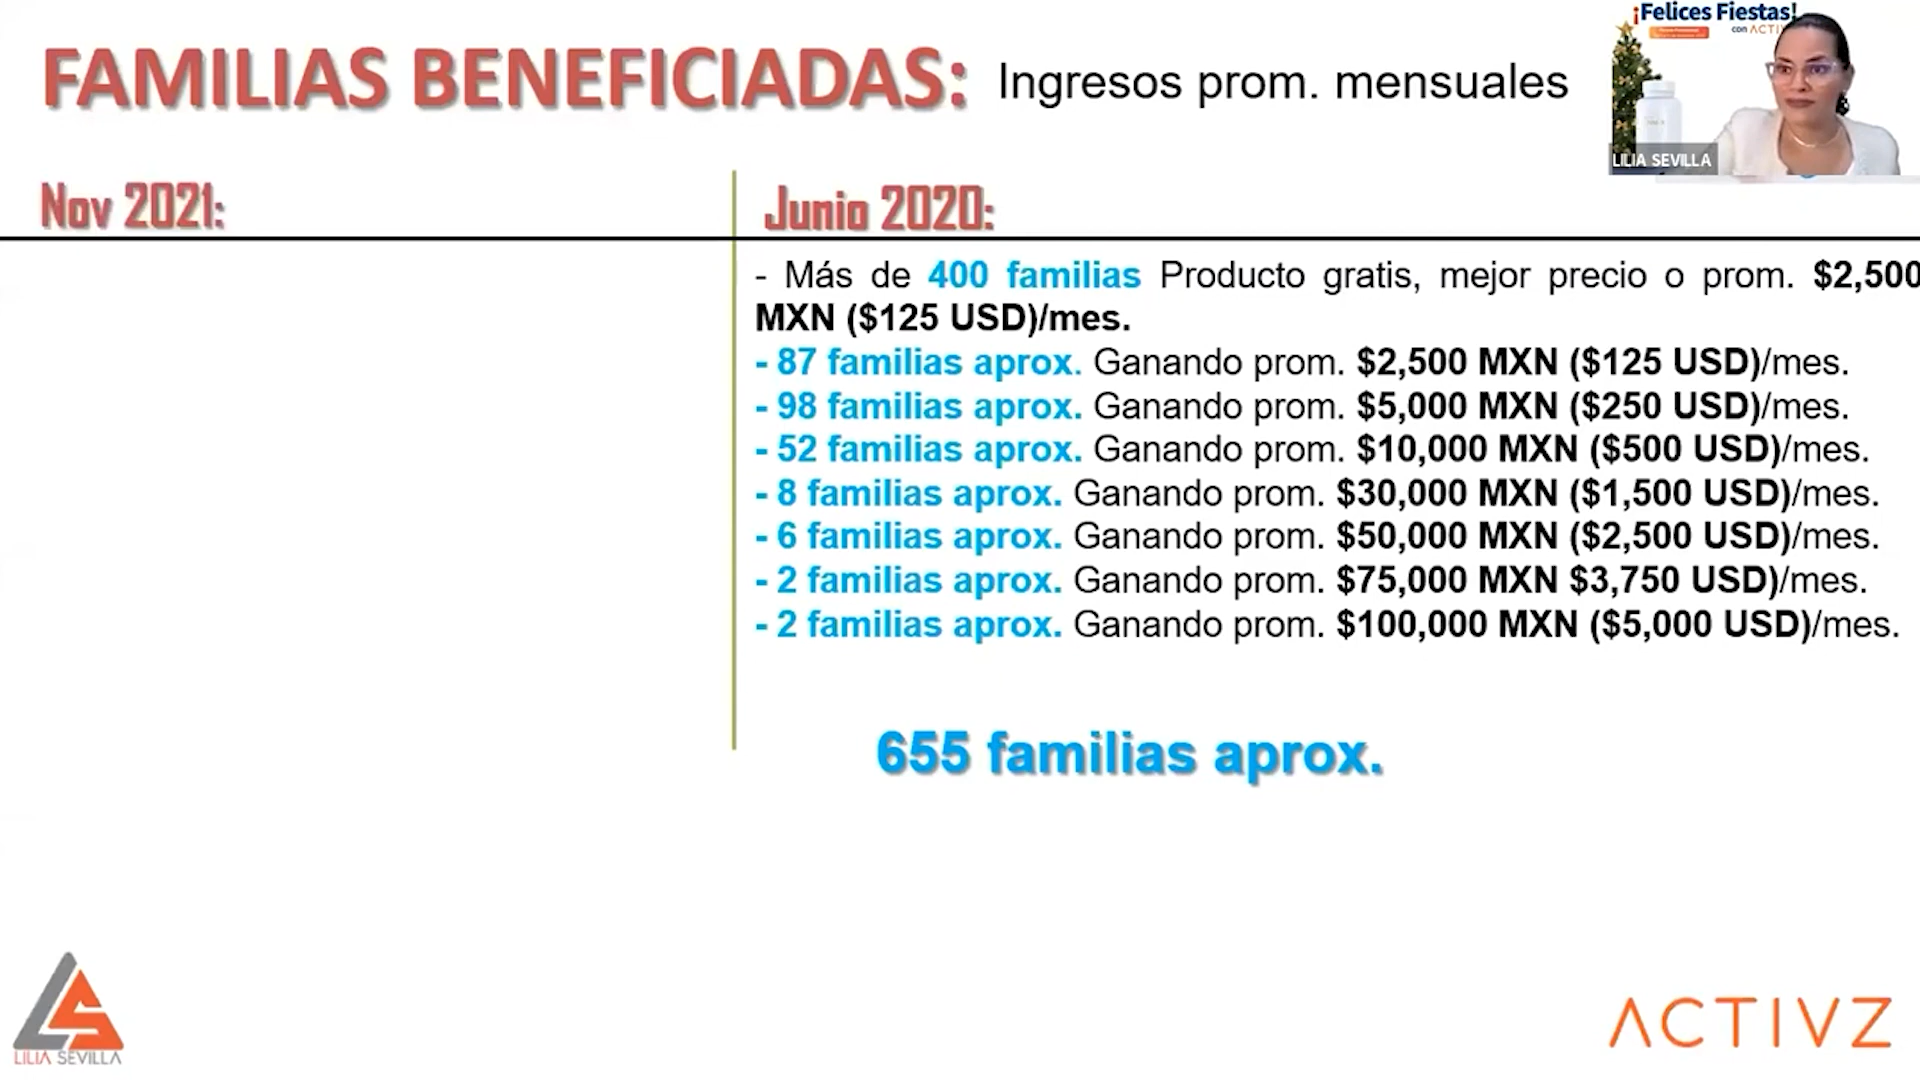 FAMILIAS BENEFICIADAS: Ingresos prom. mensuales
¡Felices Fiestas!
con ACTIV
LILIA SEVILLA
Nov 2021:
Junio 2020:
- Más de 400 familias Producto gratis, mejor precio o prom. $2,500
MXN ($125 USD)/mes.
- 87 familias aprox. Ganando prom. $2,500 MXN ($125 USD)/mes.
- 98 familias aprox. Ganando prom. $5,000 MXN ($250 USD)/mes.
- 52 familias aprox. Ganando prom. $10,000 MXN ($500 USD)/mes.
- 8 familias aprox. Ganando prom. $30,000 MXN ($1,500 USD)/mes.
- 6 familias aprox. Ganando prom. $50,000 MXN ($2,500 USD)/mes.
- 2 familias aprox. Ganando prom. $75,000 MXN $3,750 USD)/mes.
- 2 familias aprox. Ganando prom. $100,000 MXN ($5,000 USD)/mes.
655 familias aprox.
LILIA SEVILLA
ACTIVZ